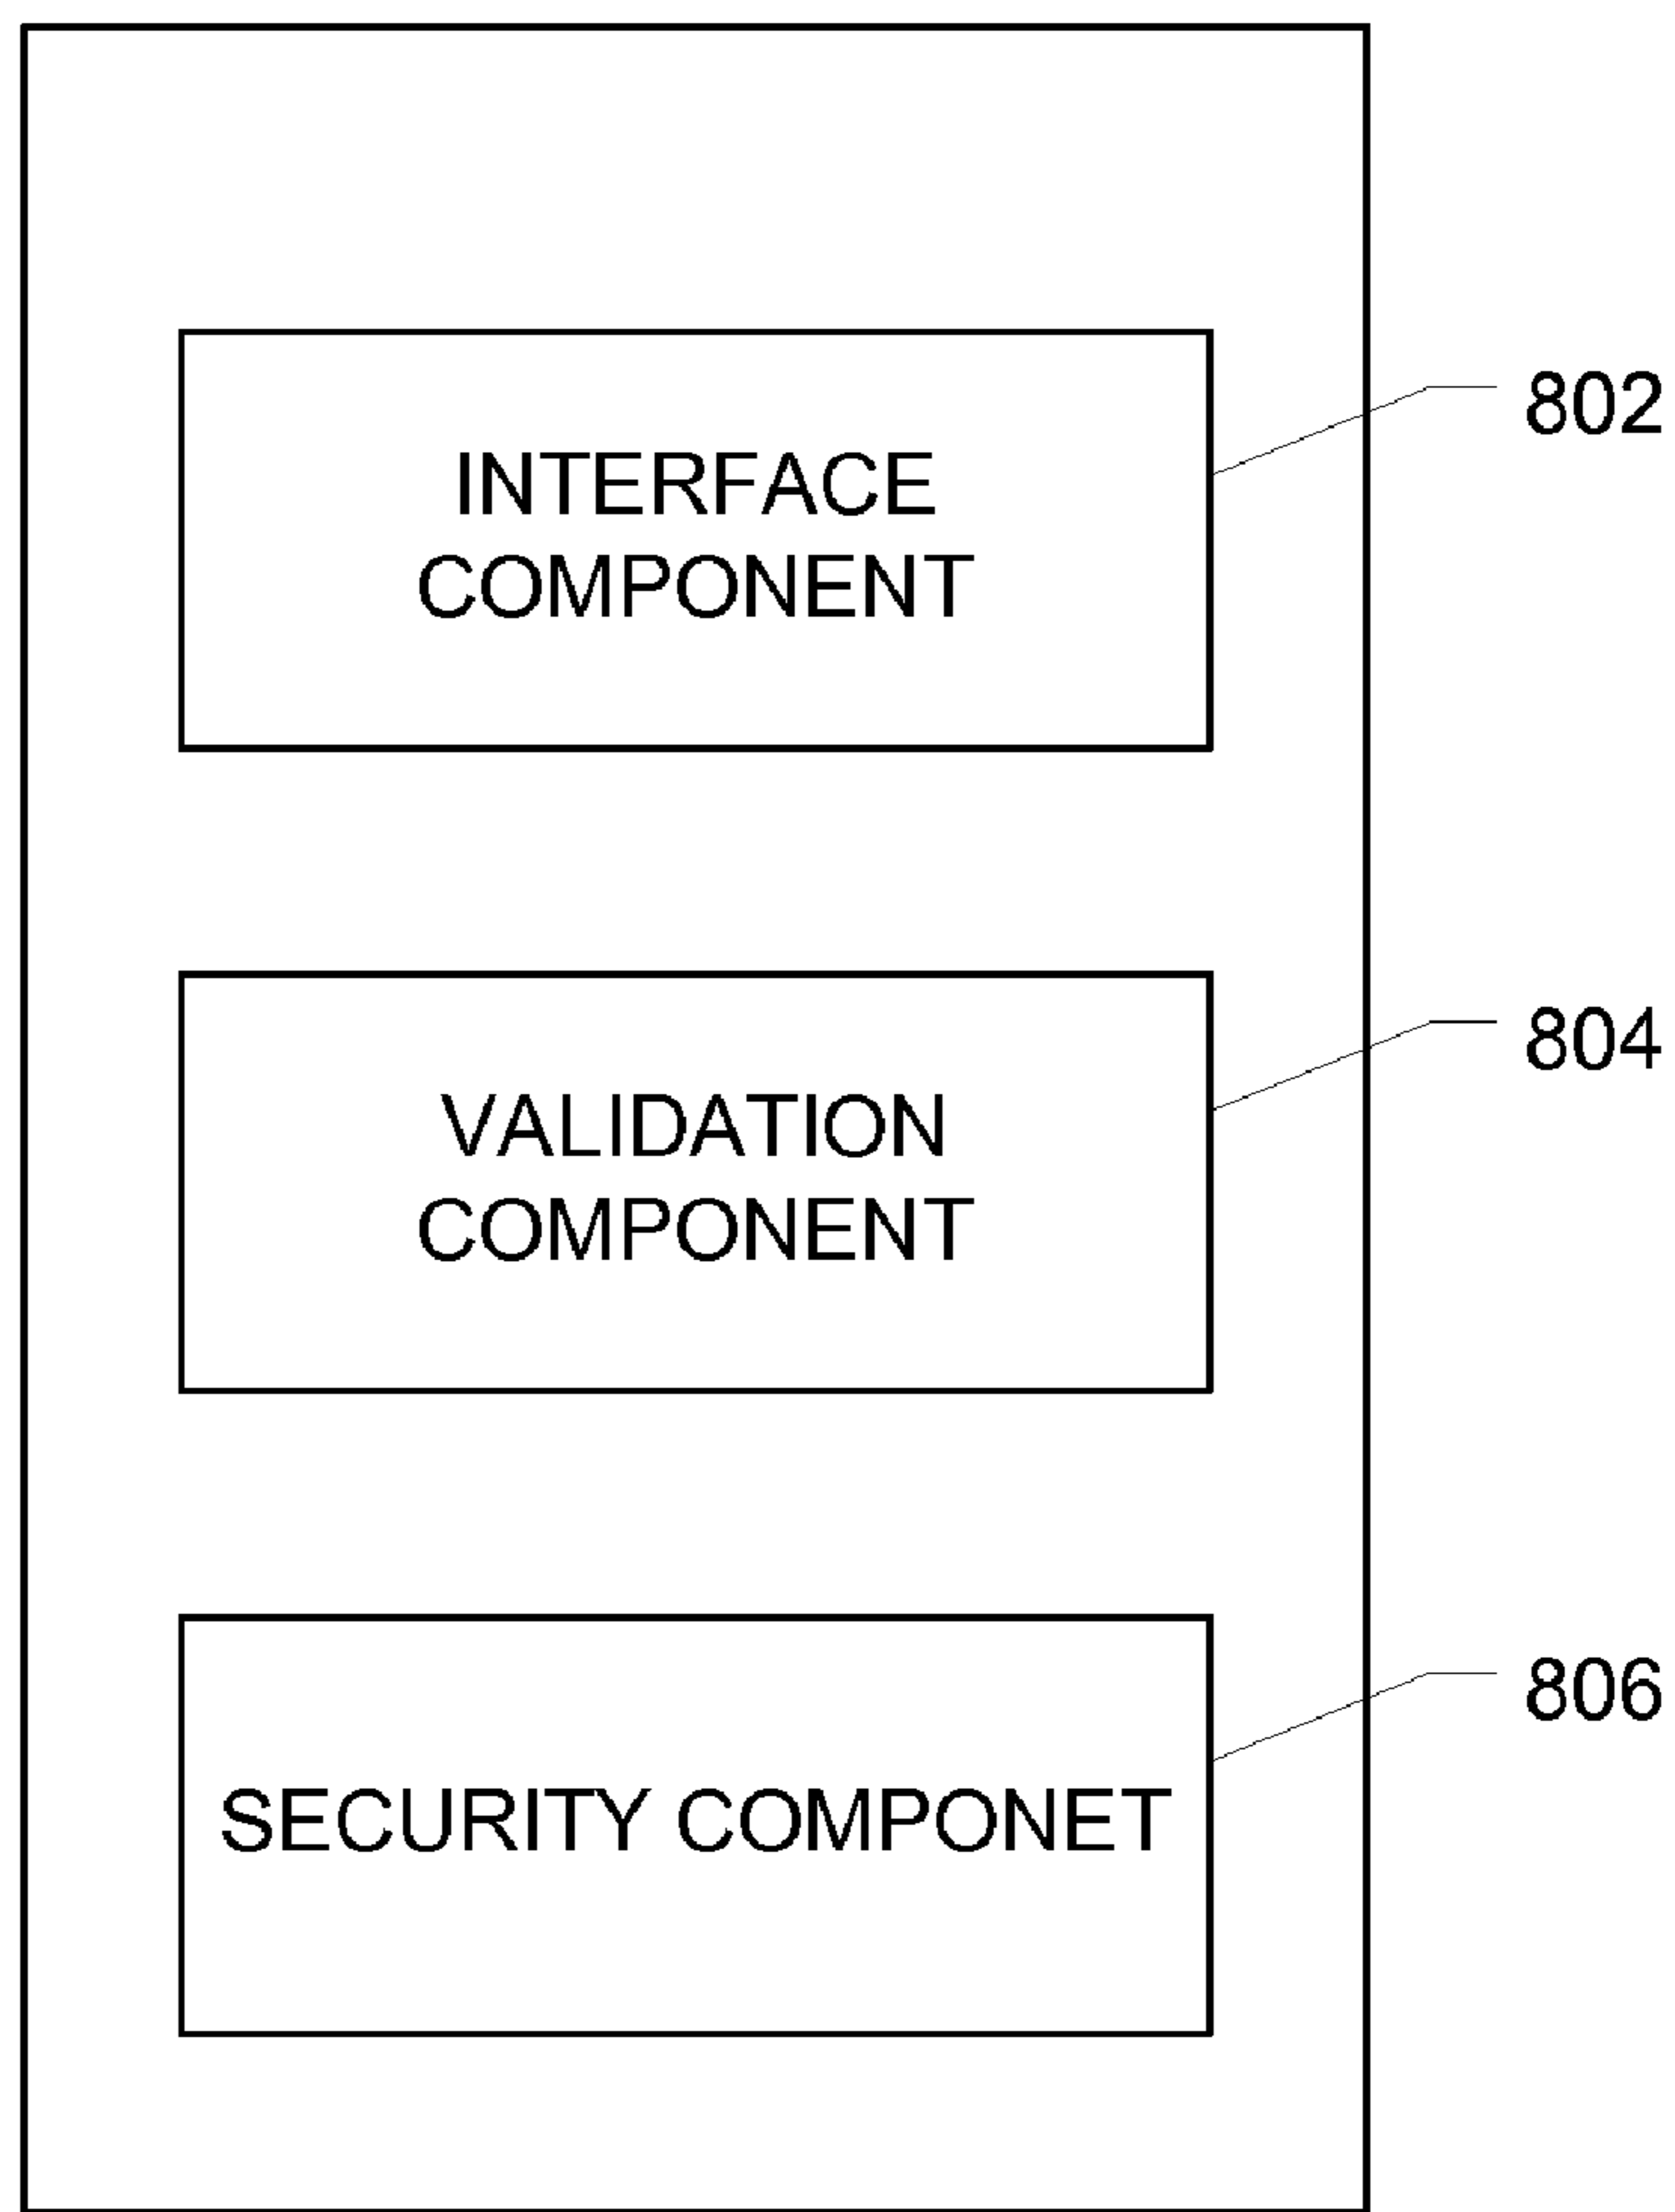 INTERFACE
COMPONENT
802
VALIDATION
COMPONENT
804
SECURITY COMPONET
806